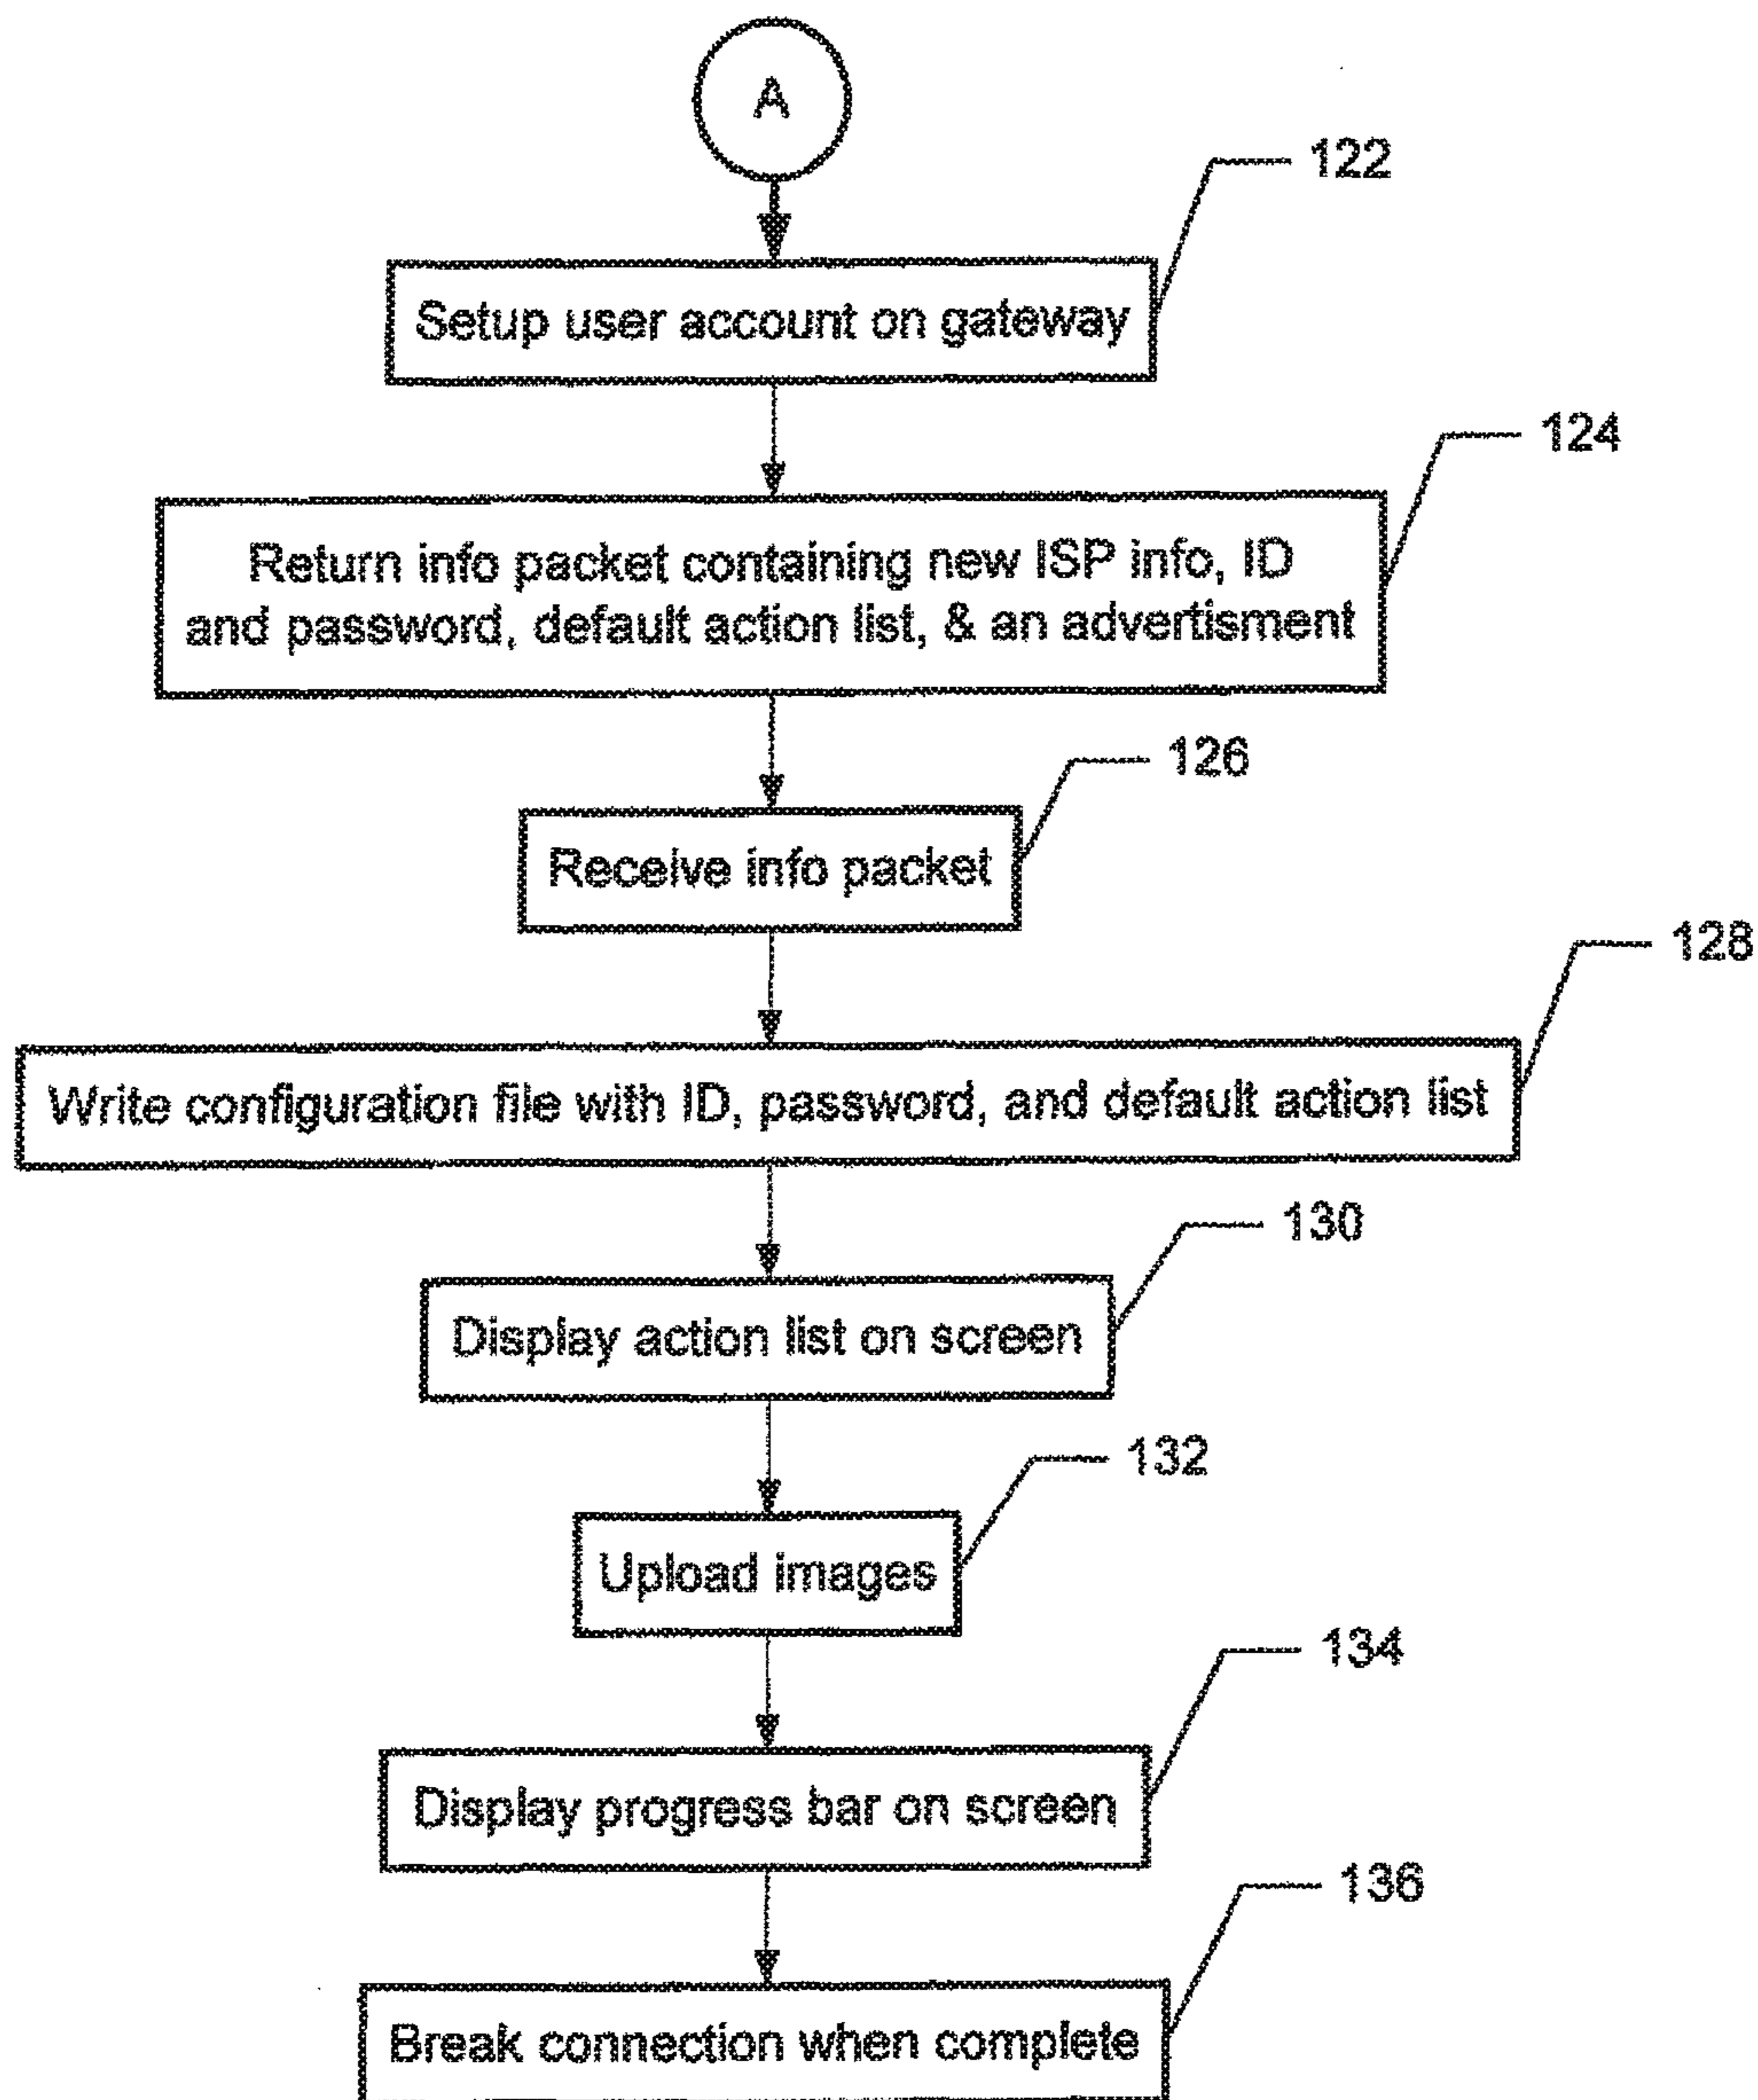 A
122
Setup user account on gateway
124
Return info packet containing new ISP info, ID
and password, default action list, & an advertisment
126
Receive info packet
128
Write configuration file with ID, password, and default action list
130
Display action list on screen
132
Upload images
134
Display progress bar on screen
136
Break connection when complete